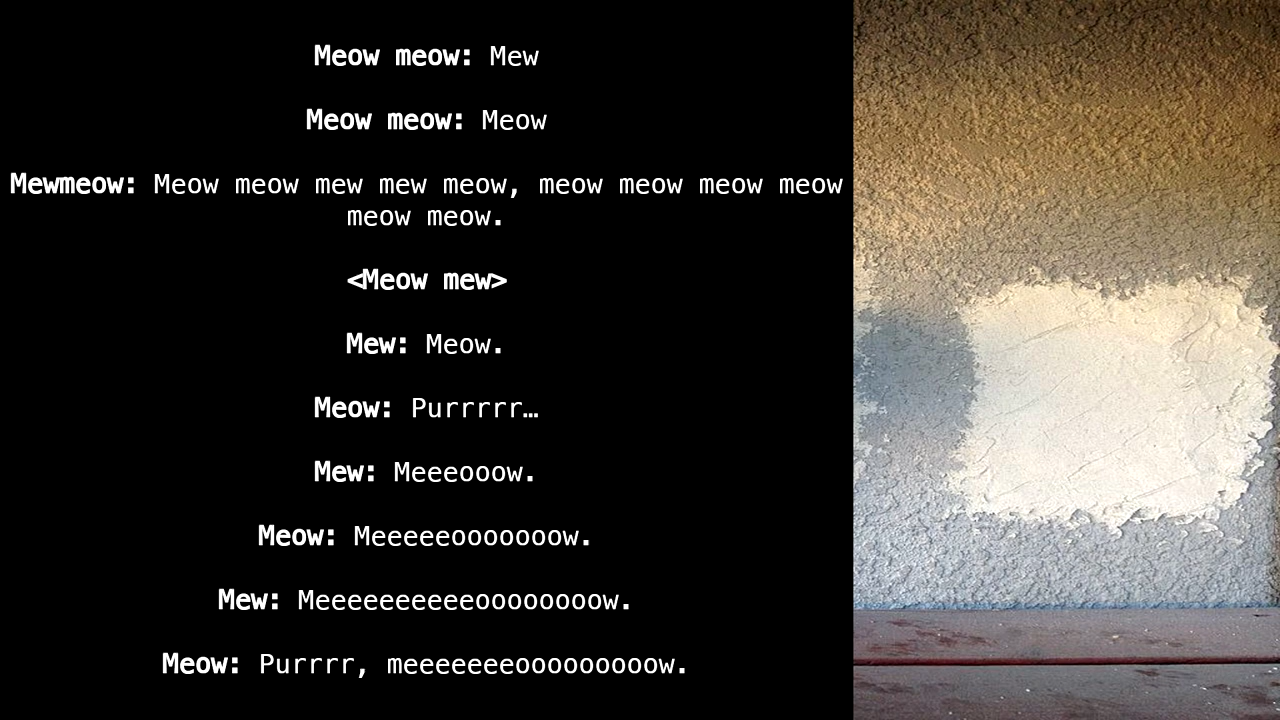 Meow meow: Mew
Meow meow: Meow
Mewmeow: Meow meow mew mew meow, meow meow meow meow
meow meow.
<Meow mew>
Mew: Meow.
Meow: Purrrrr…
Mew: Meeeooow.
Meow: Meeeeeooooooow.
Mew: Meeeeeeeeeeoooooooow.
Meow: Purrrr, meeeeeeeooooooooow.